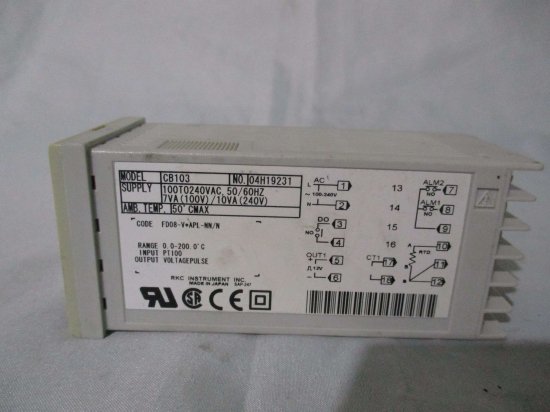 MODEL CB103 NO. 04H19231
SUPPLY 100TO240VAC, 50/60HZ
7VA(100V)/10VA(240V)
AMB.TEMP. 50°CMAX
CODE FD08-V*APL-NN/N
RANGE 0.0-200.0°C
INPUT PT100
OUTPUT VOLTAGEPULSE
RKC INSTRUMENT INC.
MADE IN JAPAN
AC
L 1
~ 100-240V
N 2
DO 3
NO 4
OUT1
+ 5
12V
- 6
13 ALM2 7
NO 8
14
15 ALM1
NO 9
16 A RTD 10
CT1 17 B 11
18 B 12